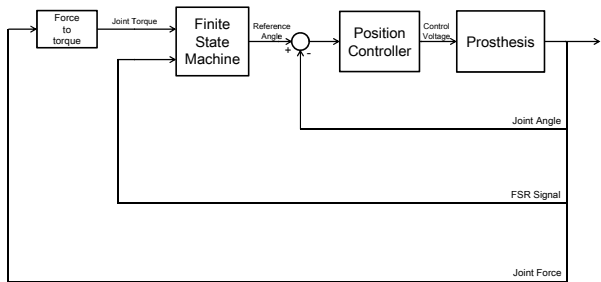 Force
to
torque
Joint Torque
Finite
State
Machine
Reference
Angle
+
-
Position
Controller
Control
Voltage
Prosthesis
Joint Angle
FSR Signal
Joint Force